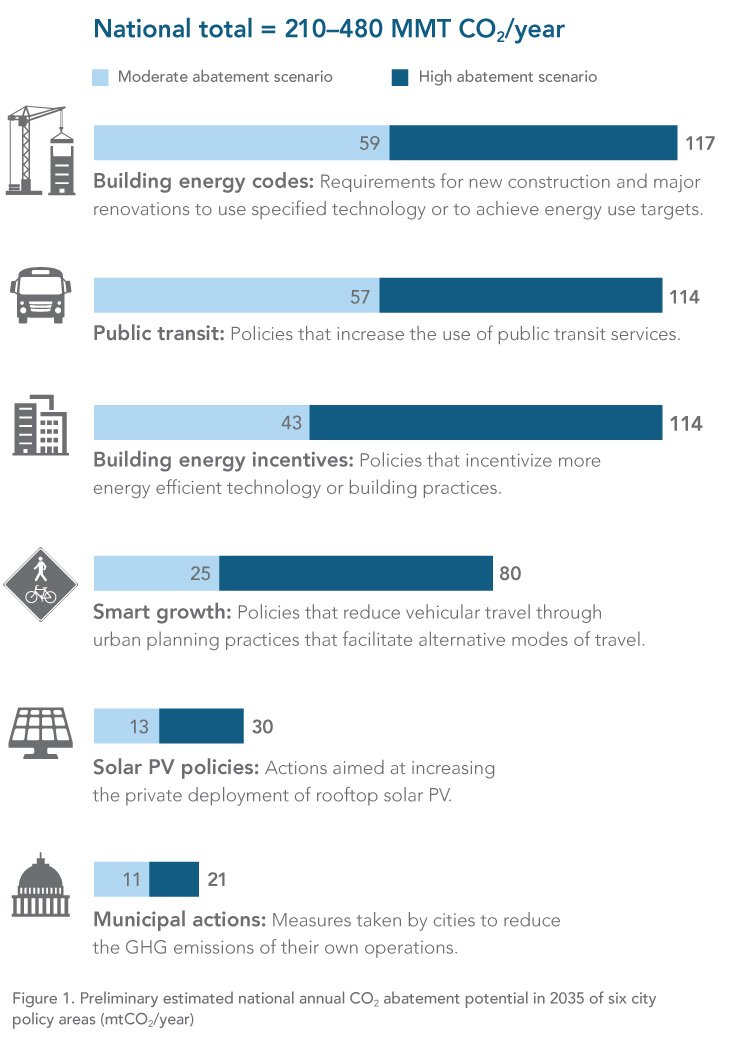 National total = 210–480 MMT CO₂/year
Moderate abatement scenario
High abatement scenario
59
117
Building energy codes: Requirements for new construction and major
renovations to use specified technology or to achieve energy use targets.
57
114
Public transit: Policies that increase the use of public transit services.
43
114
Building energy incentives: Policies that incentivize more
energy efficient technology or building practices.
25
80
Smart growth: Policies that reduce vehicular travel through
urban planning practices that facilitate alternative modes of travel.
13
30
Solar PV policies: Actions aimed at increasing
the private deployment of rooftop solar PV.
11
21
Municipal actions: Measures taken by cities to reduce
the GHG emissions of their own operations.
Figure 1. Preliminary estimated national annual CO₂ abatement potential in 2035 of six city
policy areas (mtCO₂/year)